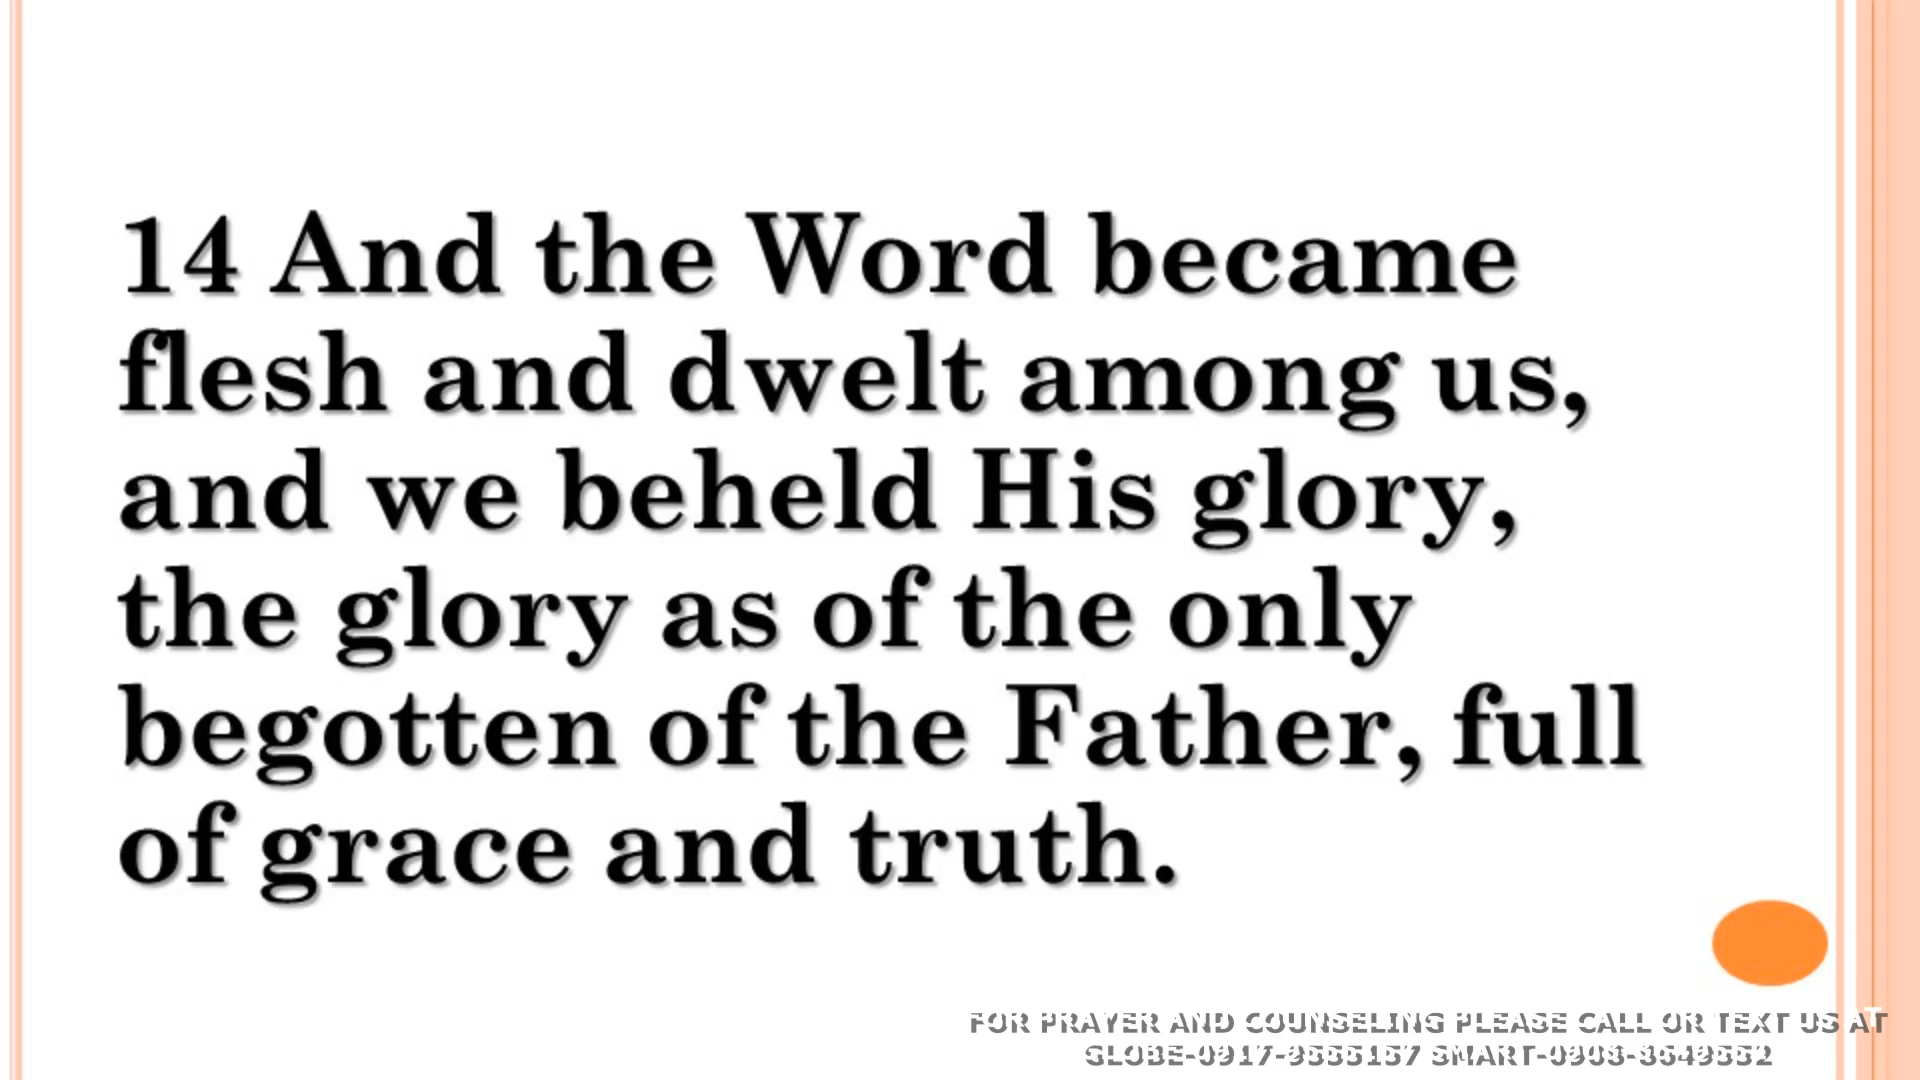 14 And the Word became
flesh and dwelt among us,
and we beheld His glory,
the glory as of the only
begotten of the Father, full
of grace and truth.
FOR PRAYER AND COUNSELING PLEASE CALL OR TEXT US AT
GLOBE-0917- SMART-